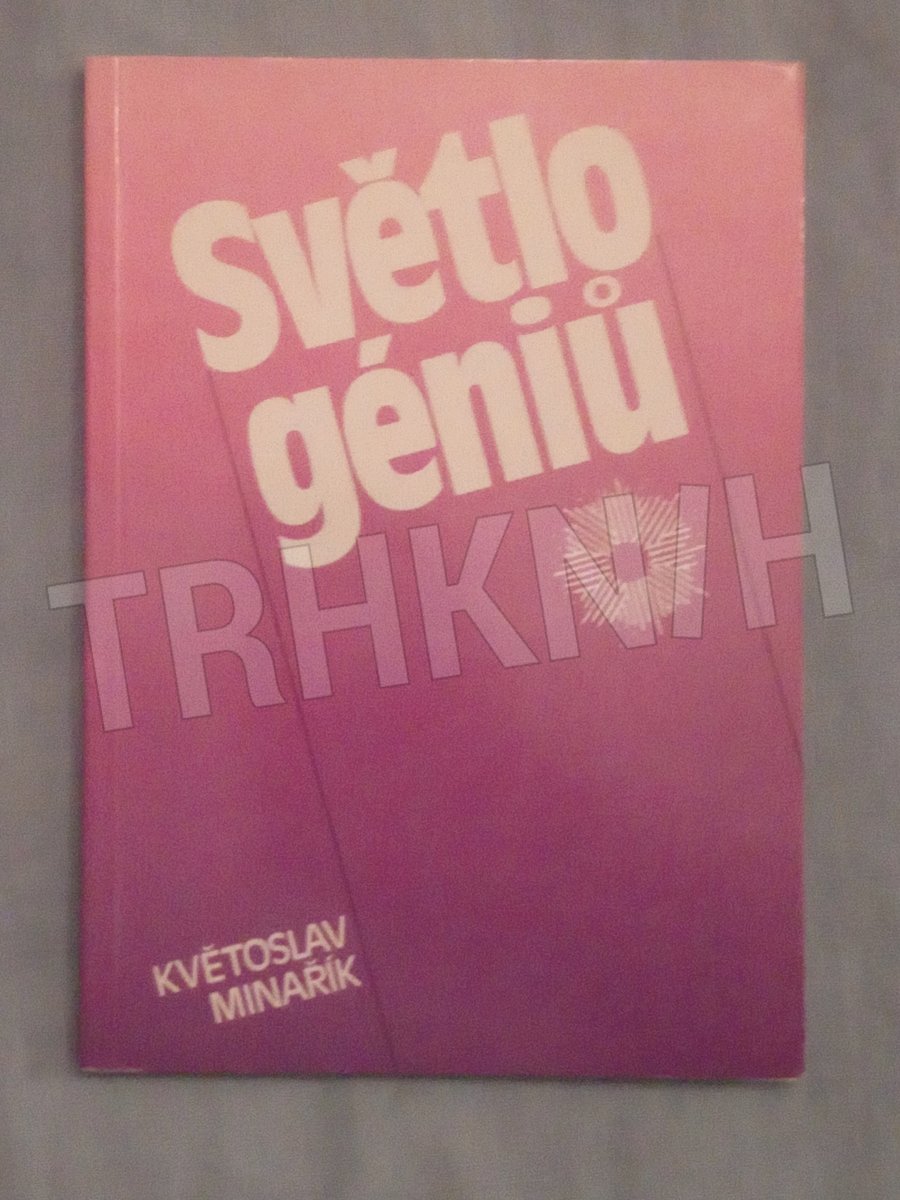 Světlo
géniů
TRHKNIH
KVĚTOSLAV
MINAŘÍK